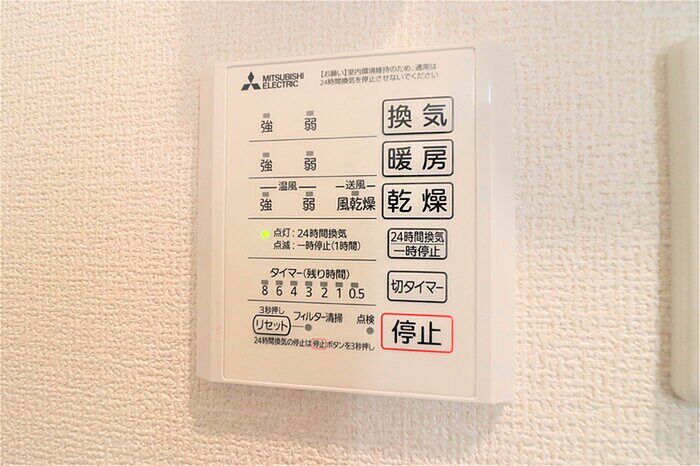 MITSUBISHI
ELECTRIC
【お願い】室内環境維持のため、通常は
24時間換気を停止させないでください
強 弱 換気
強 弱 暖房
温風 送風
強 弱 風乾燥 乾燥
点灯:24時間換気
点滅:一時停止(1時間)
24時間換気
一時停止
タイマー(残り時間)
8 6 4 3 2 1 0.5
切タイマー
3秒押し
リセット フィルター清掃 点検
停止
24時間換気の停止は停止ボタンを3秒押し